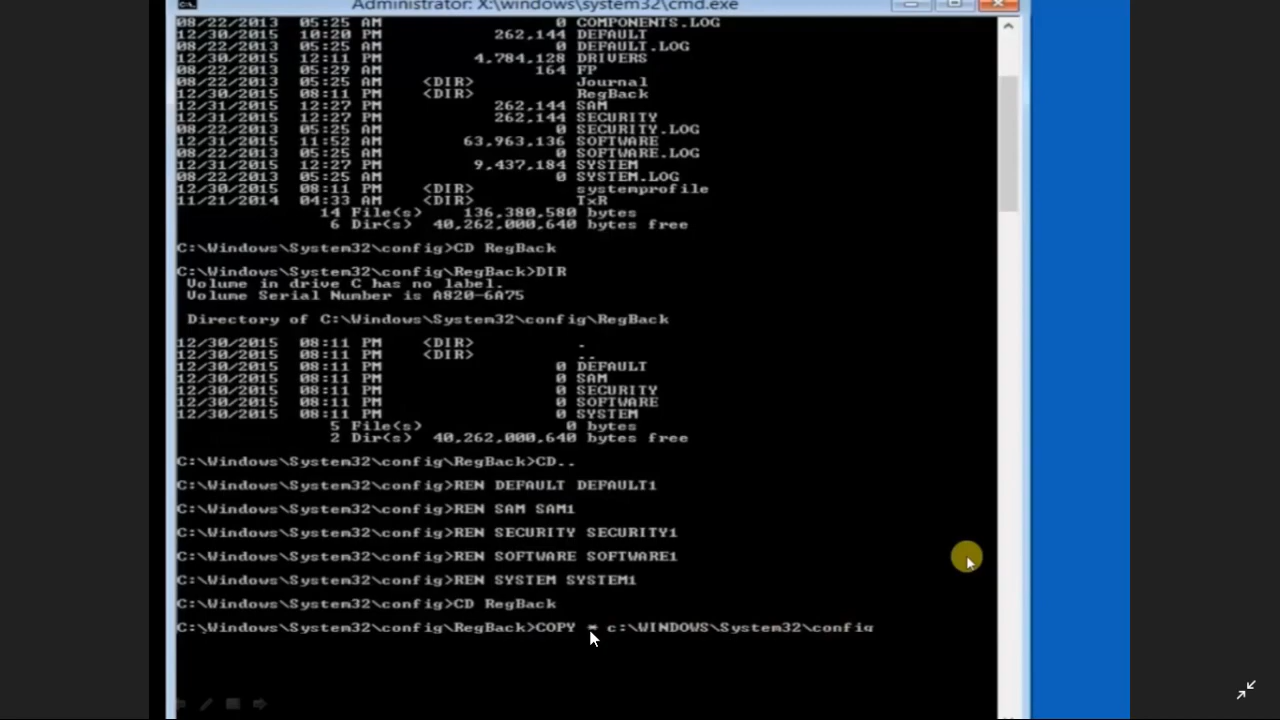 Administrator: X:\windows\system32\cmd.exe
08/22/2013 05:25 AM 0 COMPONENTS.LOG
12/30/2015 10:20 PM 262,144 DEFAULT
08/22/2013 05:25 AM 0 DEFAULT.LOG
12/30/2015 12:11 PM 4,784,128 DRIVERS
08/22/2013 05:29 AM 164 FP
08/22/2013 05:25 AM <DIR> Journal
12/30/2015 08:11 PM <DIR> RegBack
12/31/2015 12:27 PM 262,144 SAM
12/31/2015 12:27 PM 262,144 SECURITY
08/22/2013 05:25 AM 0 SECURITY.LOG
12/31/2015 11:52 AM 63,963,136 SOFTWARE
08/22/2013 05:25 AM 0 SOFTWARE.LOG
12/31/2015 12:27 PM 9,437,184 SYSTEM
08/22/2013 05:25 AM 0 SYSTEM.LOG
12/30/2015 08:11 PM <DIR> systemprofile
11/21/2014 04:33 AM <DIR> TxR
14 File(s) 136,380,580 bytes
6 Dir(s) 40,262,000,640 bytes free
C:\Windows\System32\config>CD RegBack
C:\Windows\System32\config\RegBack>DIR
Volume in drive C has no label.
Volume Serial Number is A820-6A75
Directory of C:\Windows\System32\config\RegBack
12/30/2015 08:11 PM <DIR> .
12/30/2015 08:11 PM <DIR> ..
12/30/2015 08:11 PM 0 DEFAULT
12/30/2015 08:11 PM 0 SAM
12/30/2015 08:11 PM 0 SECURITY
12/30/2015 08:11 PM 0 SOFTWARE
12/30/2015 08:11 PM 0 SYSTEM
5 File(s) 0 bytes
2 Dir(s) 40,262,000,640 bytes free
C:\Windows\System32\config\RegBack>CD..
C:\Windows\System32\config>REN DEFAULT DEFAULT1
C:\Windows\System32\config>REN SAM SAM1
C:\Windows\System32\config>REN SECURITY SECURITY1
C:\Windows\System32\config>REN SOFTWARE SOFTWARE1
C:\Windows\System32\config>REN SYSTEM SYSTEM1
C:\Windows\System32\config>CD RegBack
C:\Windows\System32\config\RegBack>COPY * c:\WINDOWS\System32\config